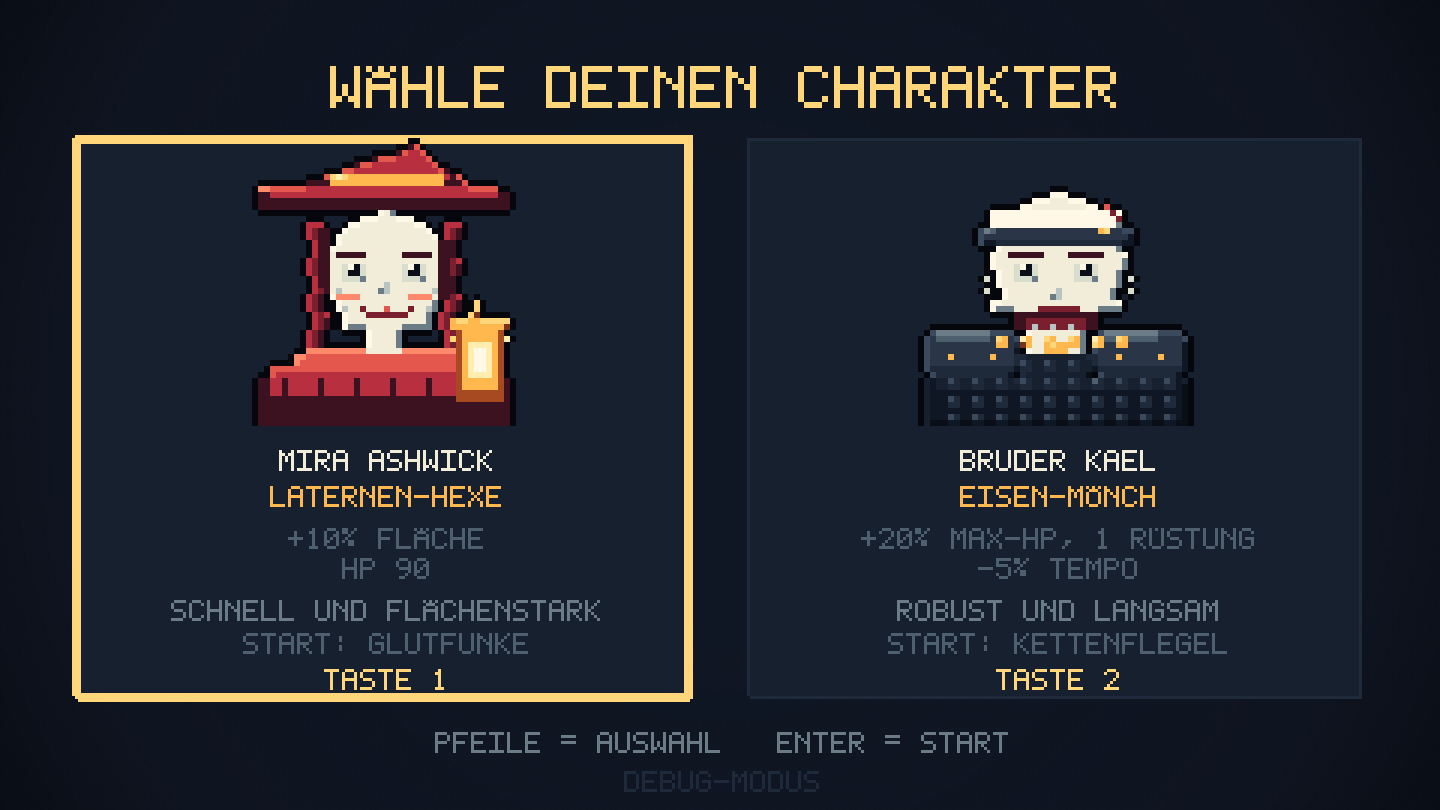 WÄHLE DEINEN CHARAKTER
MIRA ASHWICK
LATERNEN-HEXE
+10% FLÄCHE
HP 90
SCHNELL UND FLÄCHENSTARK
START: GLUTFUNKE
TASTE 1
BRUDER KAEL
EISEN-MÖNCH
+20% MAX-HP, 1 RÜSTUNG
-5% TEMPO
ROBUST UND LANGSAM
START: KETTENFLEGEL
TASTE 2
PFEILE = AUSWAHL ENTER = START
DEBUG-MODUS